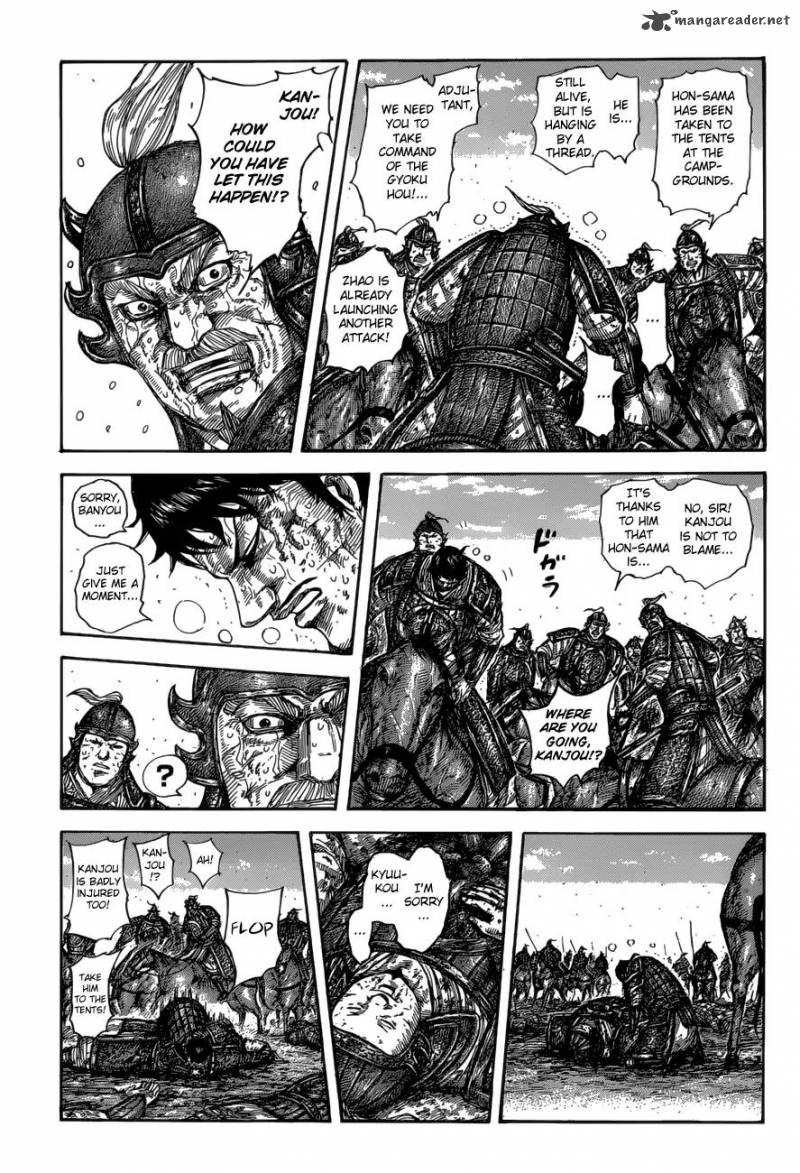 mangareader.net
HON-SAMA
HAS BEEN
TAKEN TO
THE TENTS
AT THE
CAMP-
GROUNDS.
HE
IS...
STILL
ALIVE,
BUT IS
HANGING
BY A
THREAD.
ADJU-
TANT,
WE NEED
YOU TO
TAKE
COMMAND
OF THE
GYOKU
HOU!...
ZHAO IS
ALREADY
LAUNCHING
ANOTHER
ATTACK!
...
...
KAN-
JOU!
HOW
COULD
YOU HAVE
LET THIS
HAPPEN!?
NO, SIR!
KANJOU
IS NOT TO
BLAME...
IT'S
THANKS
TO HIM
THAT
HON-SAMA
IS...
ドガラ
WHERE
ARE YOU
GOING,
KANJOU!?
SORRY,
BANYOU
...
JUST
GIVE ME A
MOMENT...
?
KYUU-
KOU
...
I'M
SORRY
...
...
FLOP
AH!
KAN-
JOU
!?
KANJOU
IS BADLY
INJURED
TOO!
TAKE
HIM
TO THE
TENTS!